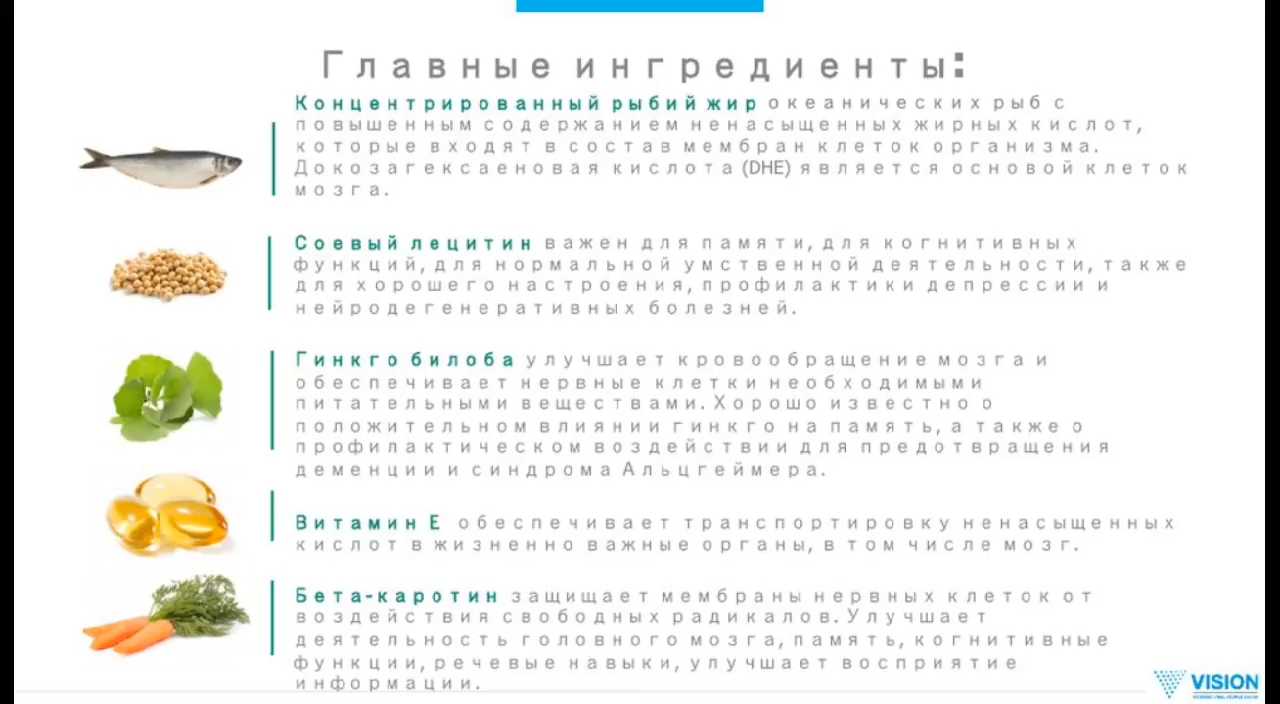 Главные ингредиенты:
Концентрированный рыбий жир океанических рыб с
повышенным содержанием ненасыщенных жирных кислот,
которые входят в состав мембран клеток организма.
Докозагексаеновая кислота (DHE) является основой клеток
мозга.
Соевый лецитин важен для памяти, для когнитивных
функций, для нормальной умственной деятельности, также
для хорошего настроения, профилактики депрессии и
нейродегенеративных болезней.
Гинкго билоба улучшает кровообращение мозга и
обеспечивает нервные клетки необходимыми
питательными веществами. Хорошо известно о
положительном влиянии гинкго на память, а также о
профилактическом воздействии для предотвращения
деменции и синдрома Альцгеймера.
Витамин Е обеспечивает транспортировку ненасыщенных
кислот в жизненно важные органы, в том числе мозг.
Бета-каротин защищает мембраны нервных клеток от
воздействия свободных радикалов. Улучшает
деятельность головного мозга, память, когнитивные
функции, речевые навыки, улучшает восприятие
информации.
VISION